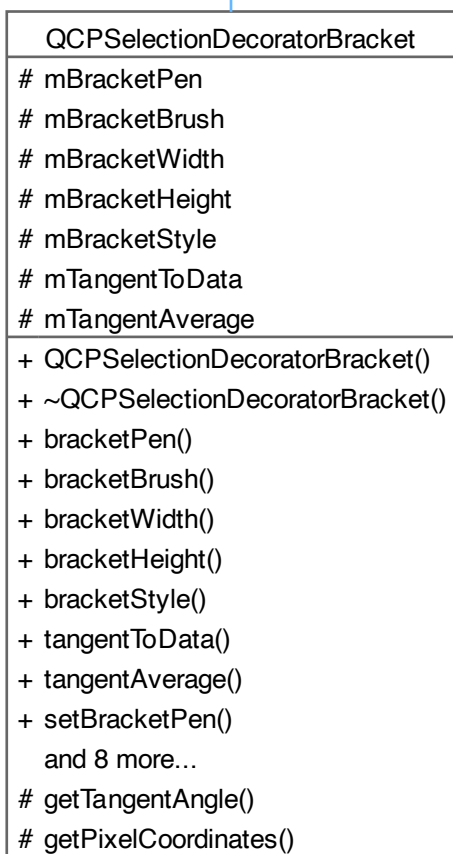 QCPSelectionDecoratorBracket
# mBracketPen
# mBracketBrush
# mBracketWidth
# mBracketHeight
# mBracketStyle
# mTangentToData
# mTangentAverage
+ QCPSelectionDecoratorBracket()
+ ~QCPSelectionDecoratorBracket()
+ bracketPen()
+ bracketBrush()
+ bracketWidth()
+ bracketHeight()
+ bracketStyle()
+ tangentToData()
+ tangentAverage()
+ setBracketPen()
and 8 more...
# getTangentAngle()
# getPixelCoordinates()